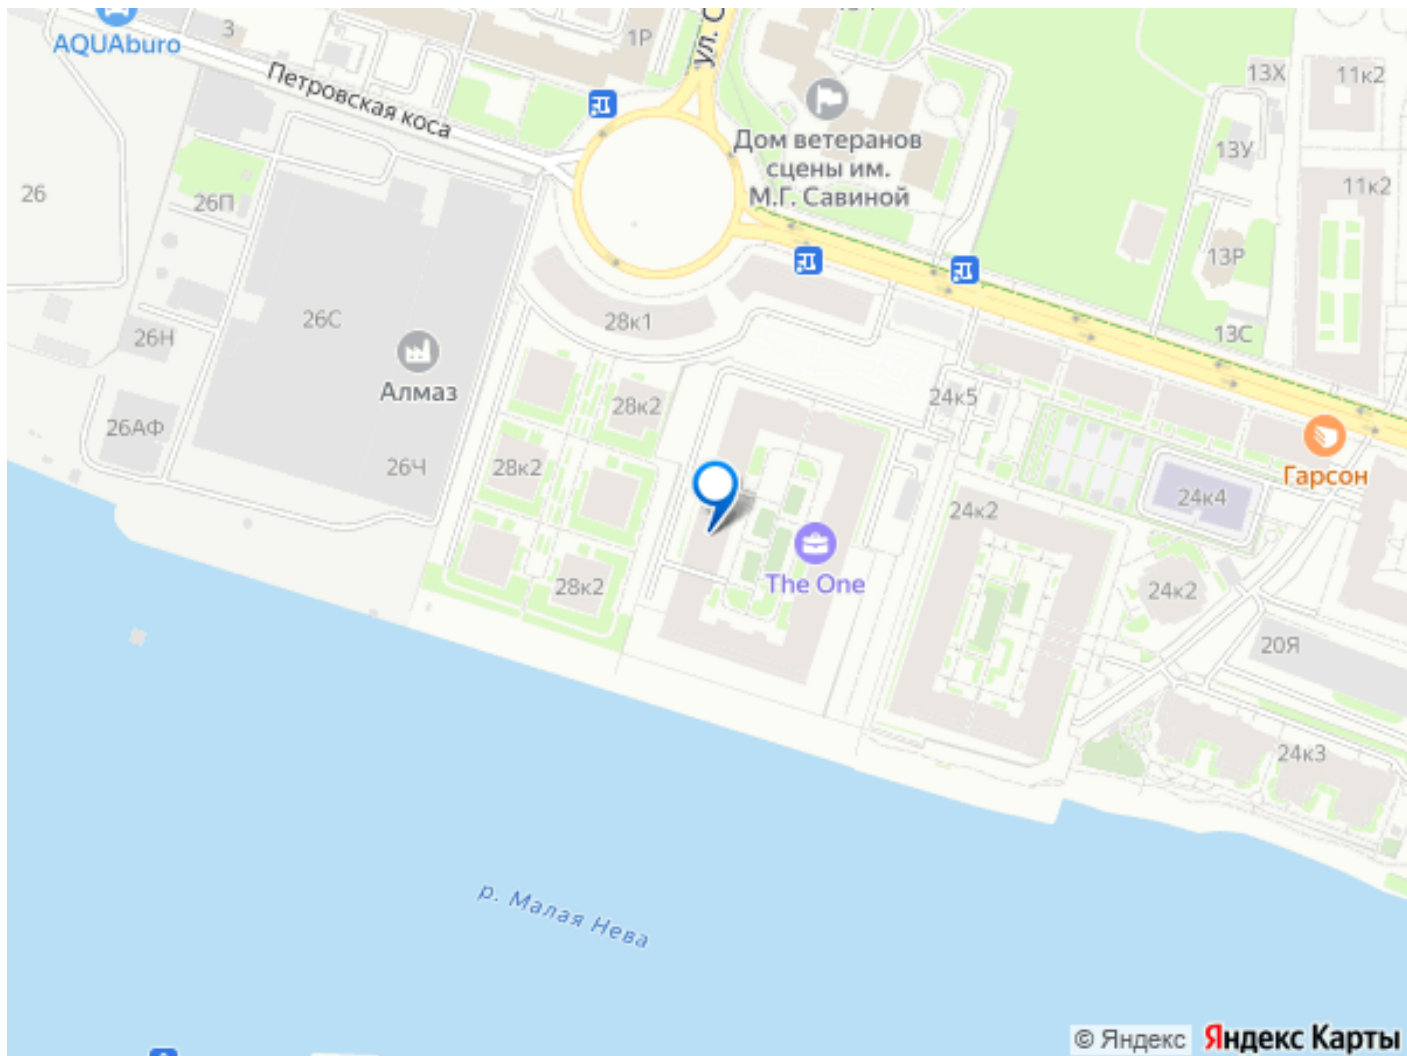 AQUAburo
3
1Р
ул. С
Петровская коса
Дом ветеранов
сцены им.
М.Г. Савиной
13Х
11к2
13У
11к2
26
26П
13Р
26С
28к1
26Н
13С
Алмаз
28к2
24к5
26АФ
26Ч
28к2
Гарсон
24к2
24к4
The One
28к2
24к2
20Я
24к3
р. Малая Нева
© Яндекс Яндекс Карты